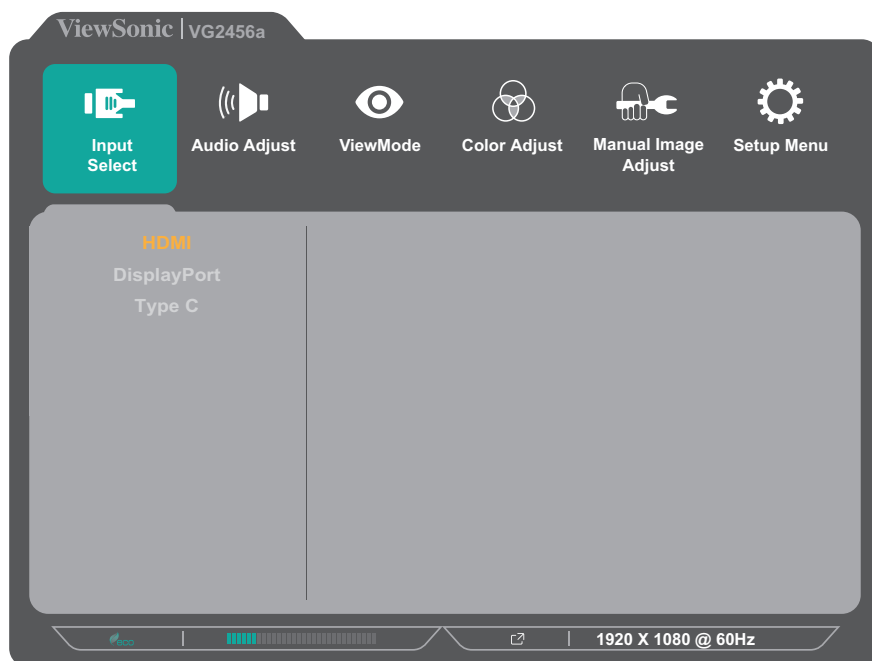 ViewSonic VG2456a
Input
Select
Audio Adjust
ViewMode
Color Adjust
Manual Image
Adjust
Setup Menu
HDMI
DisplayPort
Type C
eco
1920 X 1080 @ 60Hz